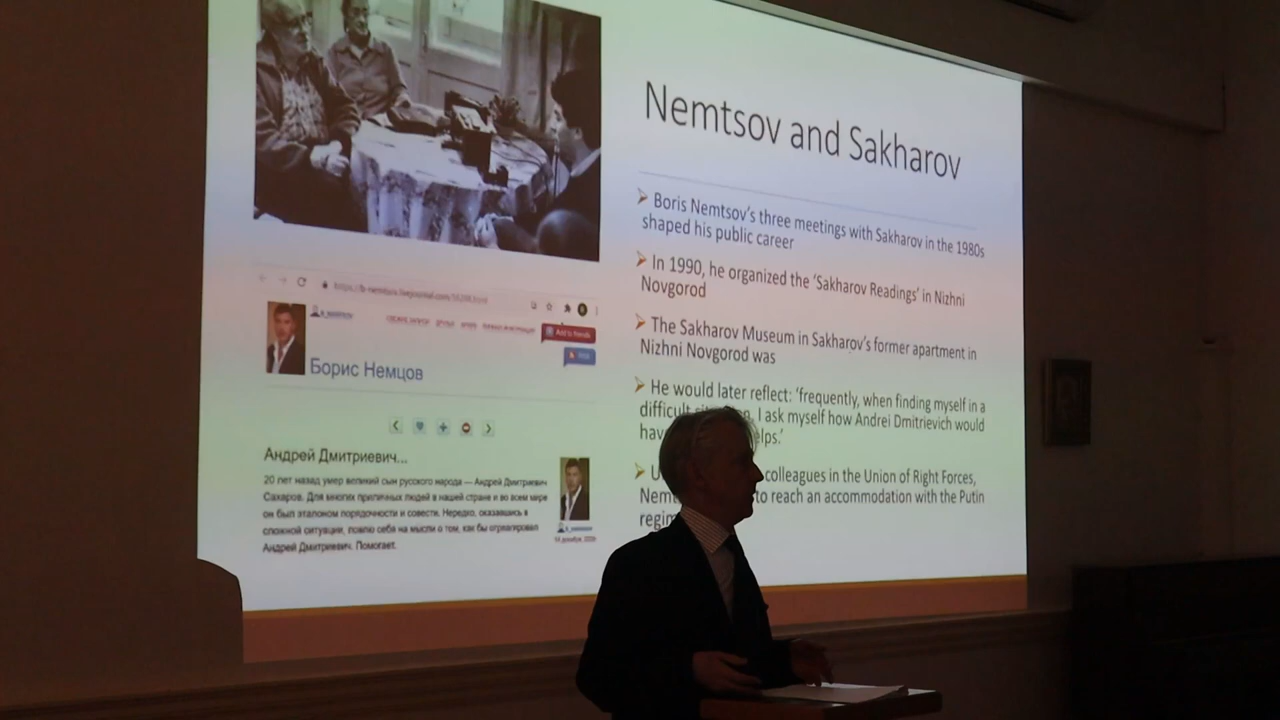 Nemtsov and Sakharov
Boris Nemtsov's three meetings with Sakharov in the 1980s
shaped his public career
In 1990, he organized the 'Sakharov Readings' in Nizhni
Novgorod
The Sakharov Museum in Sakharov's former apartment in
Nizhni Novgorod was
He would later reflect: 'frequently, when finding myself in a
difficult I ask myself how Andrei Dmitrievich would
elps.'
colleagues in the Union of Right Forces,
to reach an accommodation with the Putin
Add to friends
Борис Немцов
Андрей Дмитриевич...
20 лет назад умер великий сын русского народа — Андрей Дмитриевич
Сахаров. Для многих приличных людей в нашей стране и во всем мире
он был эталоном порядочности и совести. Нередко, оказавшись в
сложной ситуации, ловлю себя на мысли о том, как бы отреагировал
Андрей Дмитриевич. Помогает.